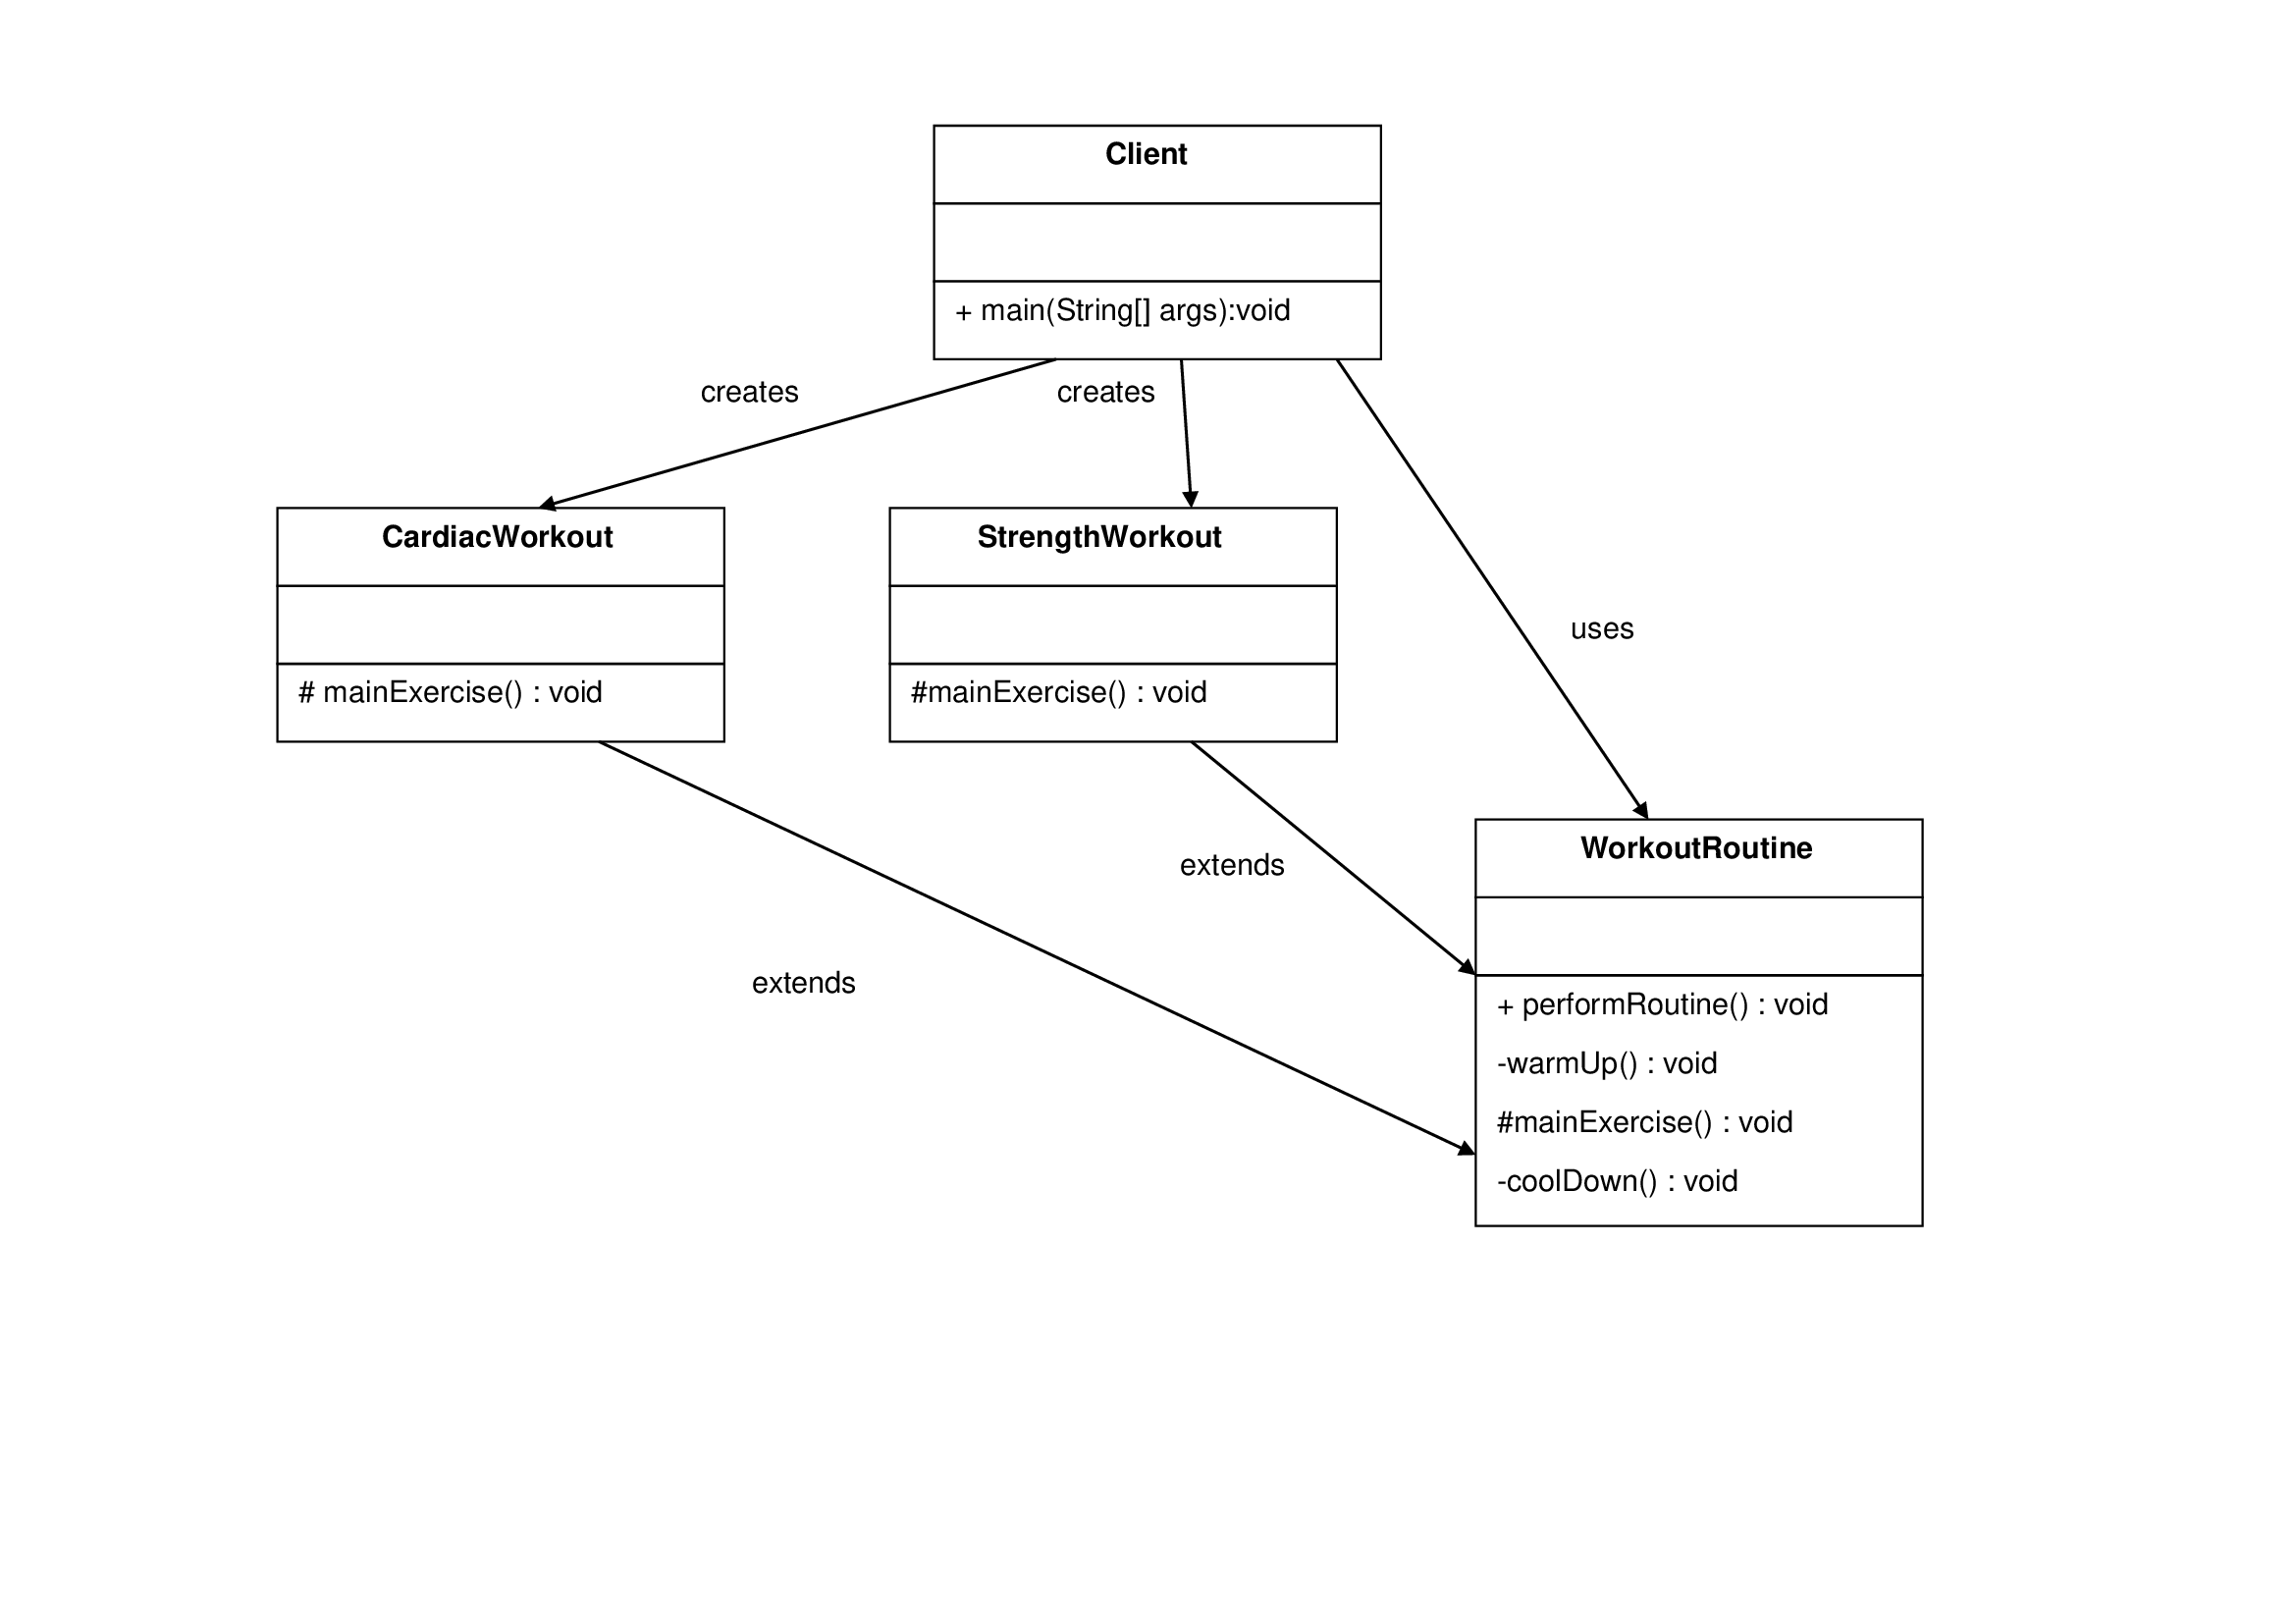 Client
+ main(String[] args):void
creates
creates
CardiacWorkout
# mainExercise() : void
StrengthWorkout
#mainExercise() : void
uses
extends
extends
WorkoutRoutine
+ performRoutine() : void
-warmUp() : void
#mainExercise() : void
-coolDown() : void